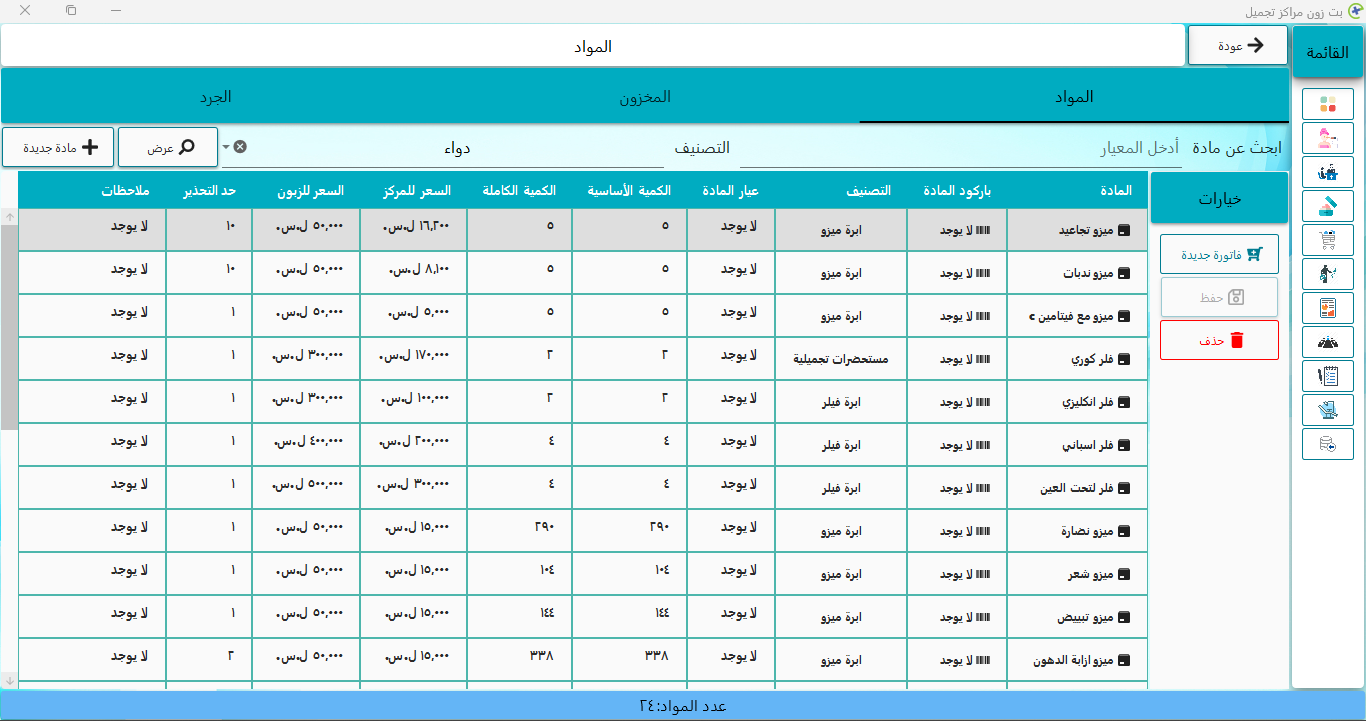 بت زون مراكز تجميل
القائمة
عودة
المواد
المواد
المخزون
الجرد
ابحث عن مادة
أدخل المعيار
التصنيف
دواء
عرض
مادة جديدة
خيارات
فاتورة جديدة
حفظ
حذف
المادة باركود المادة التصنيف عيار المادة الكمية الأساسية الكمية الكاملة السعر للمركز السعر للزبون حد التحذير ملاحظات
ميزو تجاعيد لا يوجد ابرة ميزو لا يوجد ٥ ٥ ١٦,٢٠٠ ل.س. ٥٠,٠٠٠ ل.س. ١٠ لا يوجد
ميزو ندبات لا يوجد ابرة ميزو لا يوجد ٥ ٥ ٨,١٠٠ ل.س. ٥٠,٠٠٠ ل.س. ١٠ لا يوجد
ميزو مع فيتامين c لا يوجد ابرة ميزو لا يوجد ٥ ٥ ٥,٠٠٠ ل.س. ٥٠,٠٠٠ ل.س. ١ لا يوجد
فلر كوري لا يوجد مستحضرات تجميلية لا يوجد ٢ ٢ ١٧٠,٠٠٠ ل.س. ٣٠٠,٠٠٠ ل.س. ١ لا يوجد
فلر انكليزي لا يوجد ابرة فيلر لا يوجد ٢ ٢ ١٠٠,٠٠٠ ل.س. ٣٠٠,٠٠٠ ل.س. ١ لا يوجد
فلر اسباني لا يوجد ابرة فيلر لا يوجد ٤ ٤ ٢٠٠,٠٠٠ ل.س. ٤٠٠,٠٠٠ ل.س. ١ لا يوجد
فلر لتحت العين لا يوجد ابرة فيلر لا يوجد ٤ ٤ ٣٠٠,٠٠٠ ل.س. ٥٠٠,٠٠٠ ل.س. ١ لا يوجد
ميزو نضارة لا يوجد ابرة ميزو لا يوجد ٢٩٠ ٢٩٠ ١٥,٠٠٠ ل.س. ٥٠,٠٠٠ ل.س. ١ لا يوجد
ميزو شعر لا يوجد ابرة ميزو لا يوجد ١٠٤ ١٠٤ ١٥,٠٠٠ ل.س. ٥٠,٠٠٠ ل.س. ١ لا يوجد
ميزو تبييض لا يوجد ابرة ميزو لا يوجد ١٤٤ ١٤٤ ١٥,٠٠٠ ل.س. ٥٠,٠٠٠ ل.س. ١ لا يوجد
ميزو ازابة الدهون لا يوجد ابرة ميزو لا يوجد ٣٣٨ ٣٣٨ ١٥,٠٠٠ ل.س. ٥٠,٠٠٠ ل.س. ٢ لا يوجد
عدد المواد:٢٤